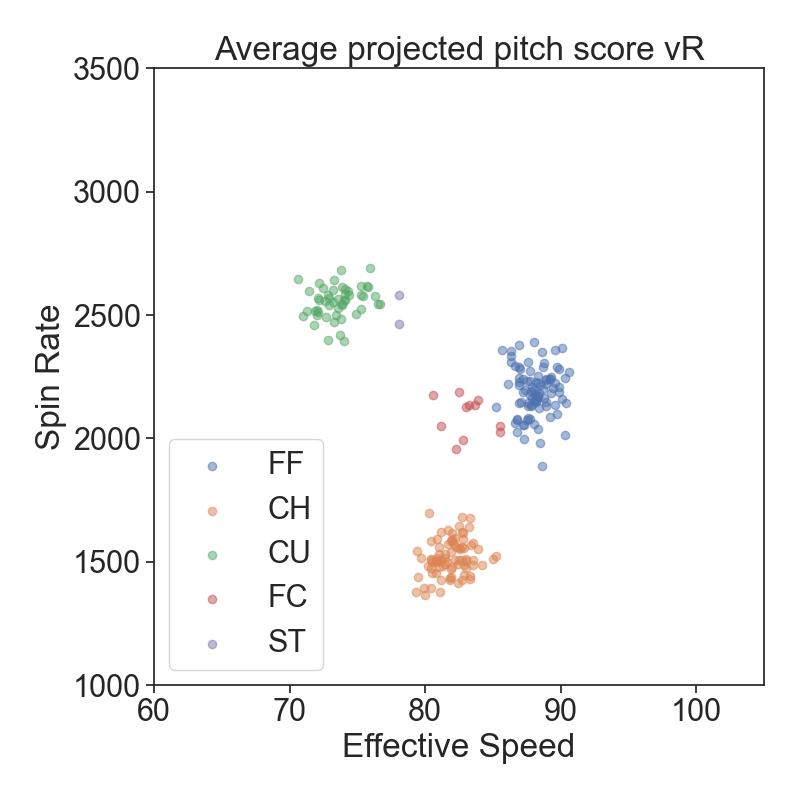 Average projected pitch score vR
3500
3000
2500
2000
1500
1000
Spin Rate
FF
CH
CU
FC
ST
60 70 80 90 100
Effective Speed